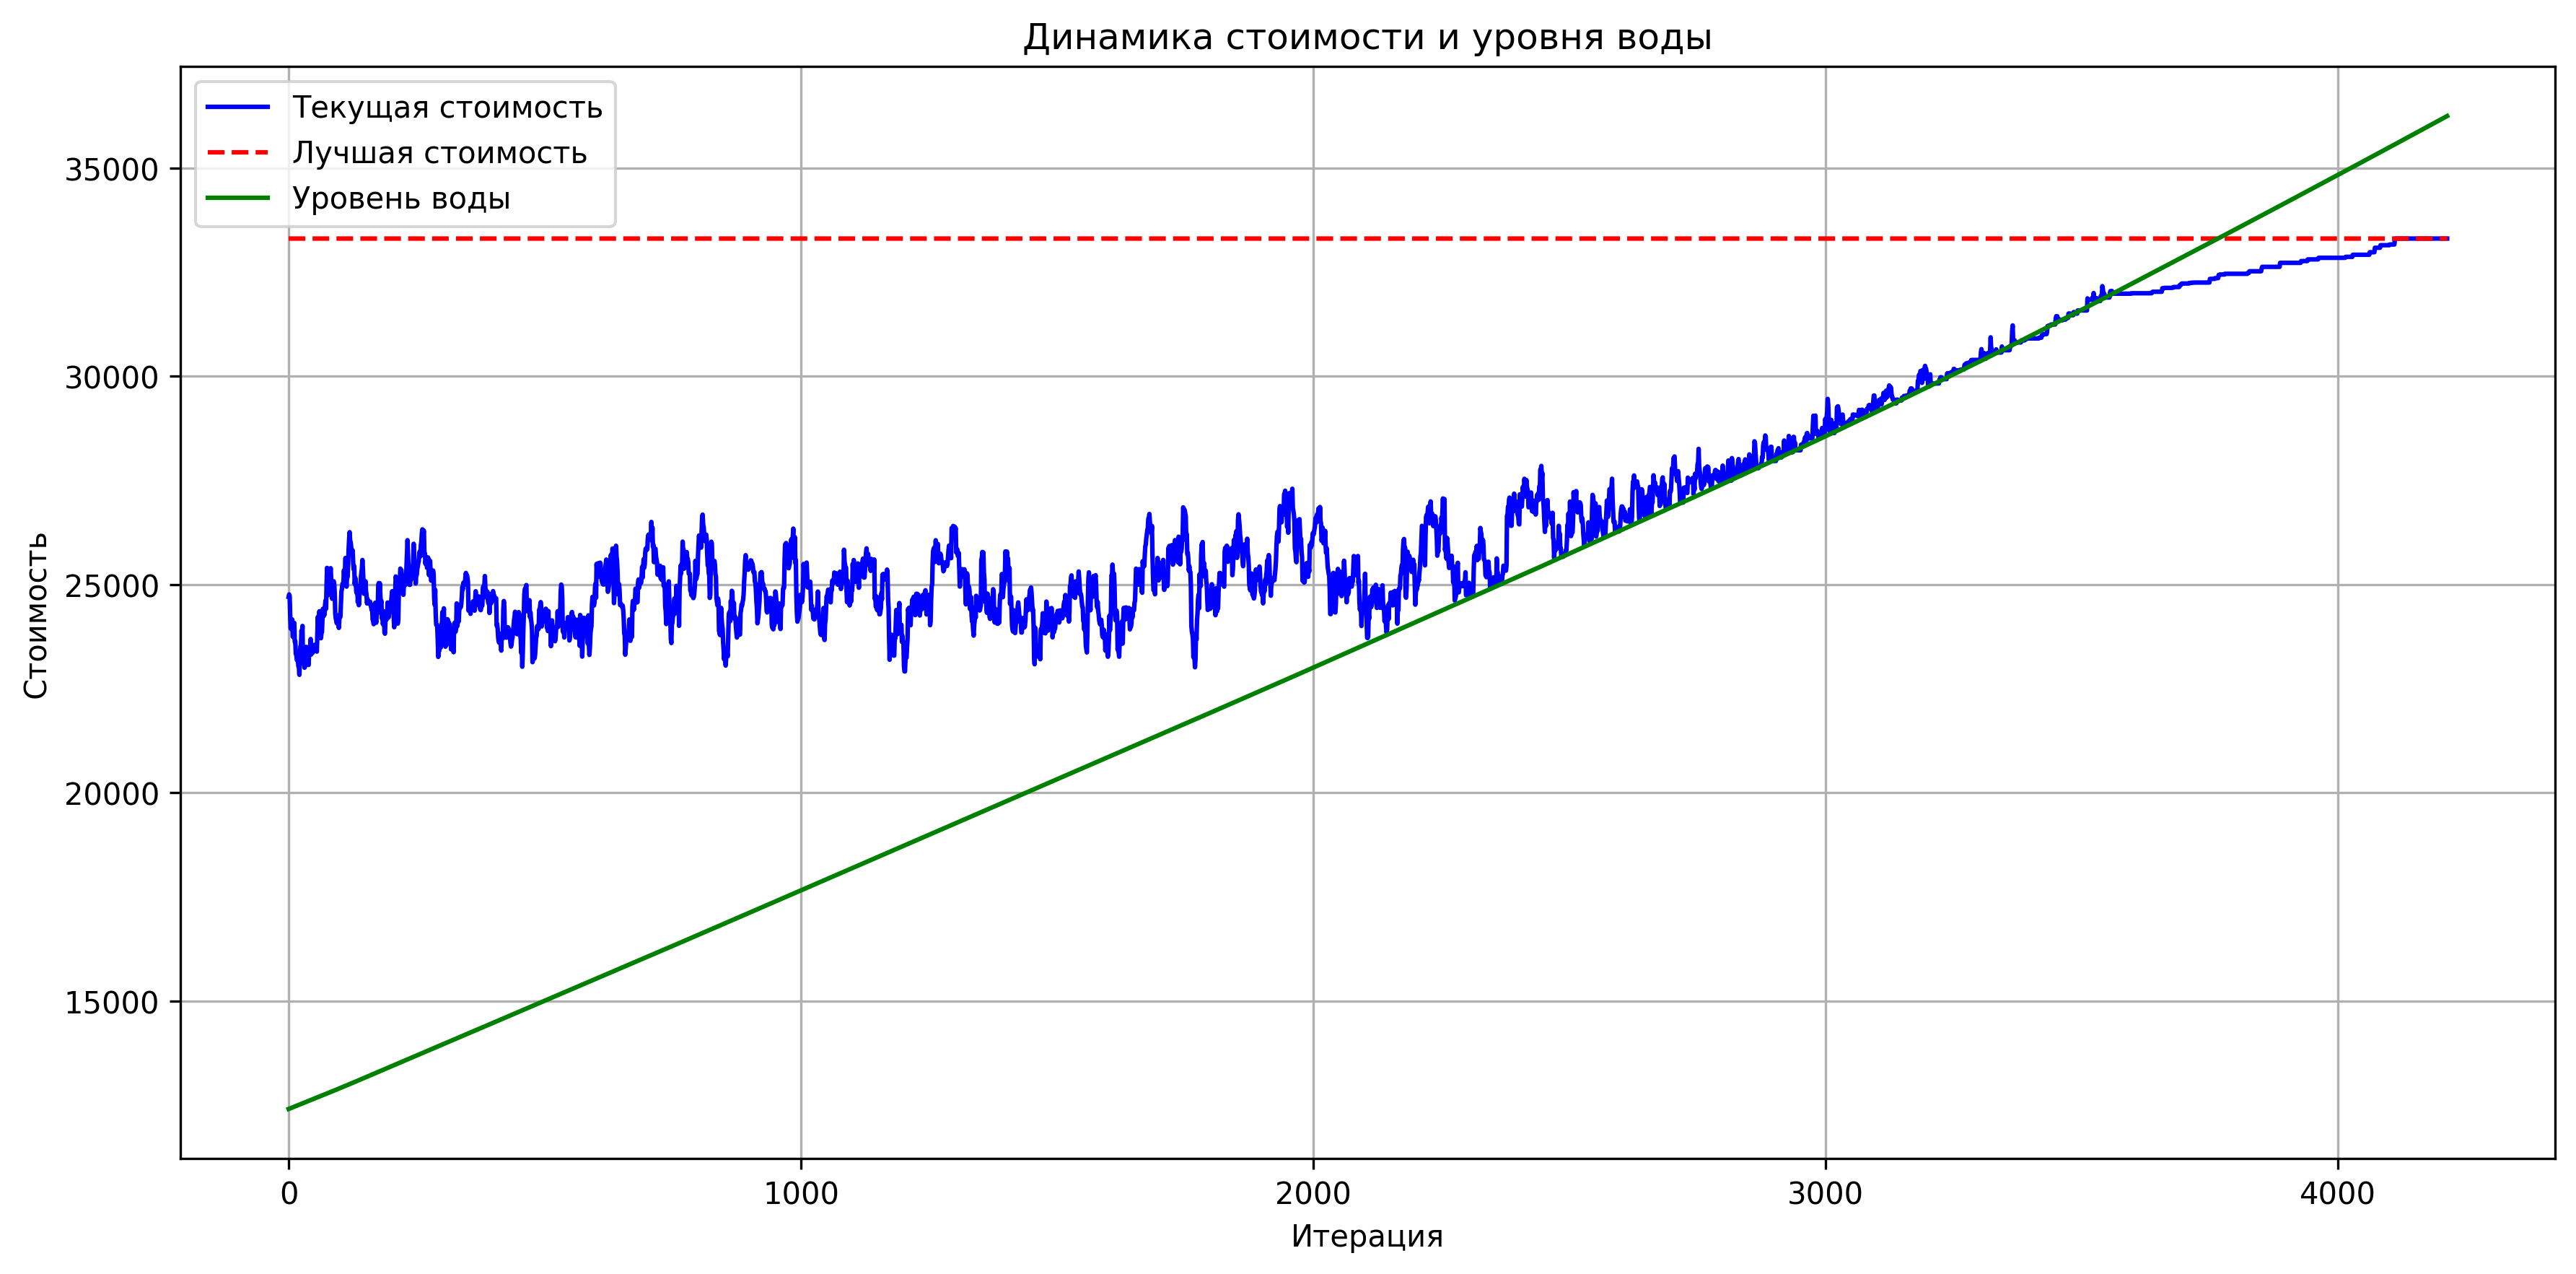 Динамика стоимости и уровня воды
Текущая стоимость
Лучшая стоимость
Уровень воды
35000
30000
25000
20000
15000
Стоимость
0 1000 2000 3000 4000
Итерация